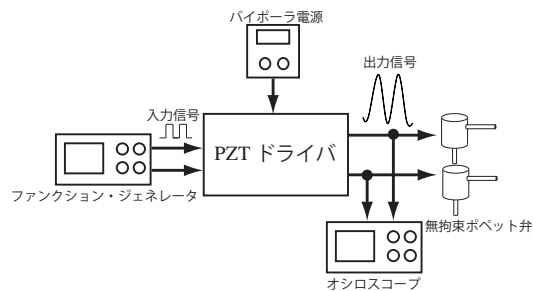 バイポーラ電源
出力信号
入力信号
PZT ドライバ
ファンクション・ジェネレータ
無拘束ポペット弁
オシロスコープ